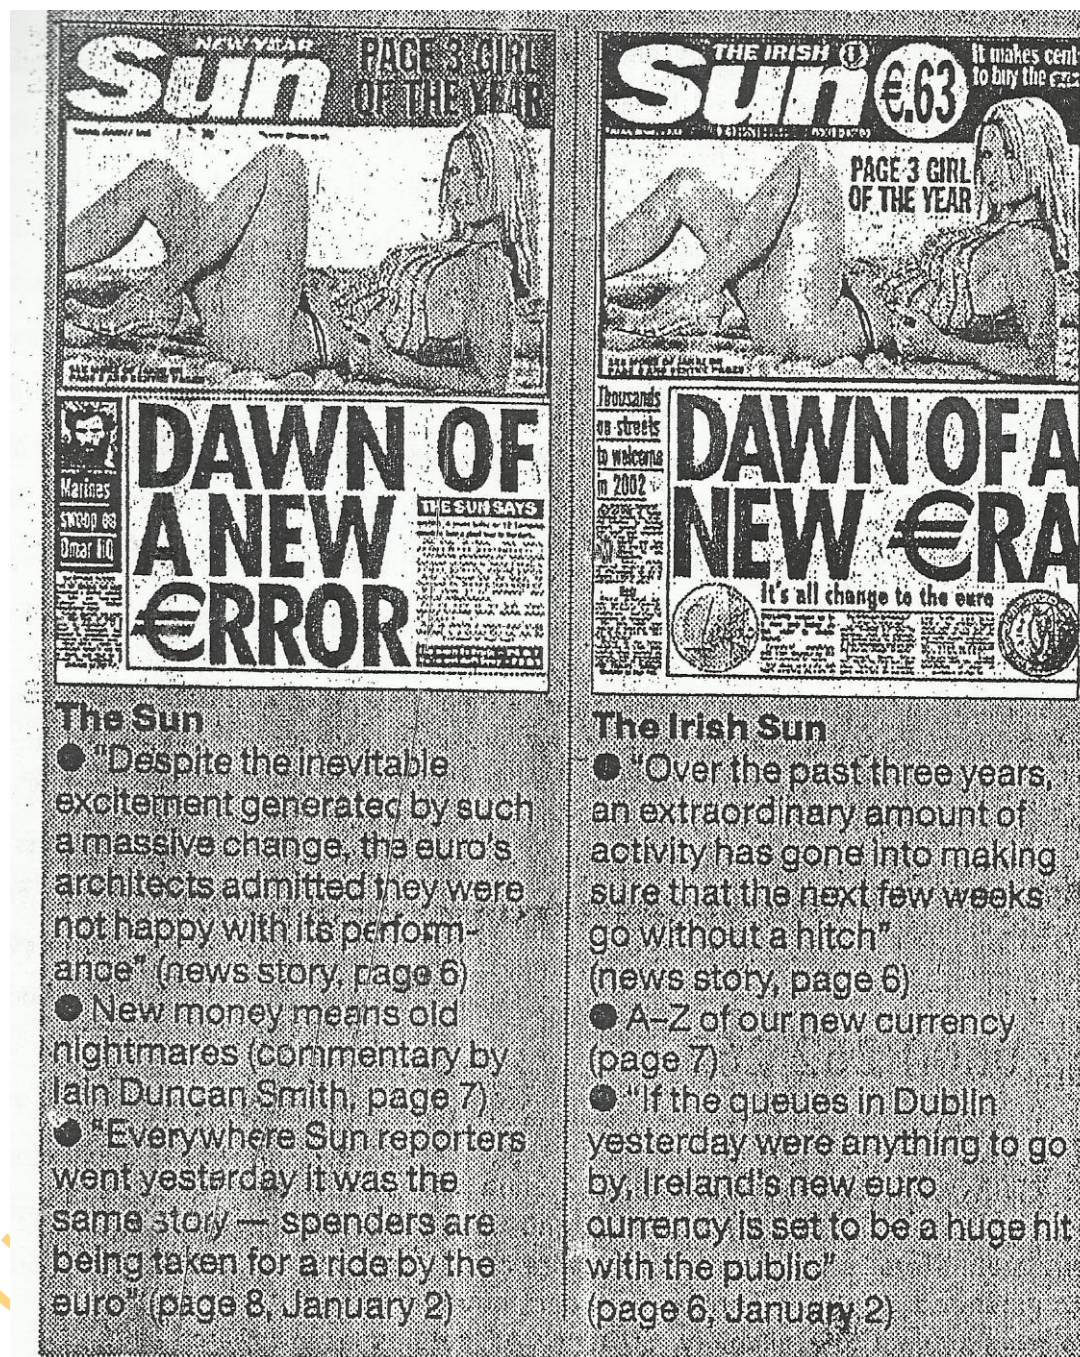 NEW YEAR
Sun
PAGE 3 GIRL
OF THE YEAR
Marines
swoop on
Omar HQ
DAWN OF
A NEW
€RROR
THE SUN SAYS
THE IRISH
Sun
€.63
It makes cent
to buy the
PAGE 3 GIRL
OF THE YEAR
Thousands
on streets
to welcome
in 2002
DAWN OF A
NEW €RA
It's all change to the euro
The Sun
● "Despite the inevitable
excitement generated by such
a massive change, the euro's
architects admitted they were
not happy with its perform-
ance" (news story, page 6)
● New money means old
nightmares (commentary by
Iain Duncan Smith, page 7)
● "Everywhere Sun reporters
went yesterday it was the
same story — spenders are
being taken for a ride by the
euro" (page 8, January 2)
The Irish Sun
● "Over the past three years,
an extraordinary amount of
activity has gone into making
sure that the next few weeks
go without a hitch"
(news story, page 6)
● A–Z of our new currency
(page 7)
● "If the queues in Dublin
yesterday were anything to go
by, Ireland's new euro
currency is set to be a huge hit
with the public"
(page 6, January 2)